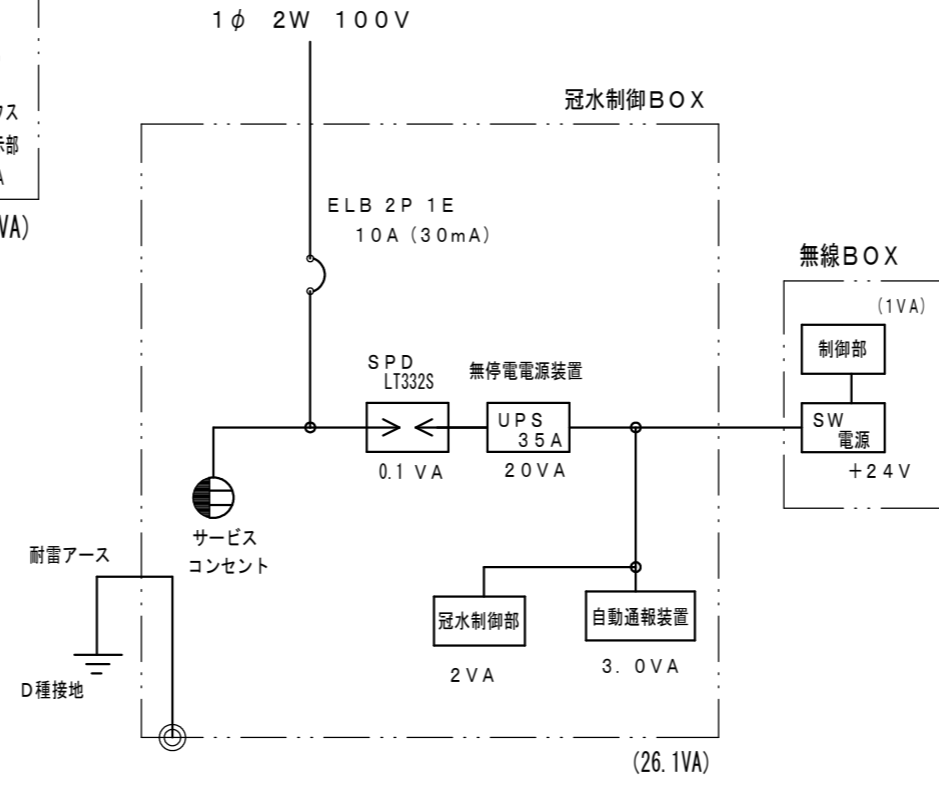 1φ 2W 100V
冠水制御BOX
示部
VA)
ELB 2P 1E
10A (30mA)
無線BOX
(1VA)
制御部
SPD
LT332S
無停電電源装置
UPS
35A
SW
電源
0.1 VA
20VA
+24V
サービス
コンセント
耐雷アース
冠水制御部
自動通報装置
2VA
3.0VA
D種接地
(26.1VA)